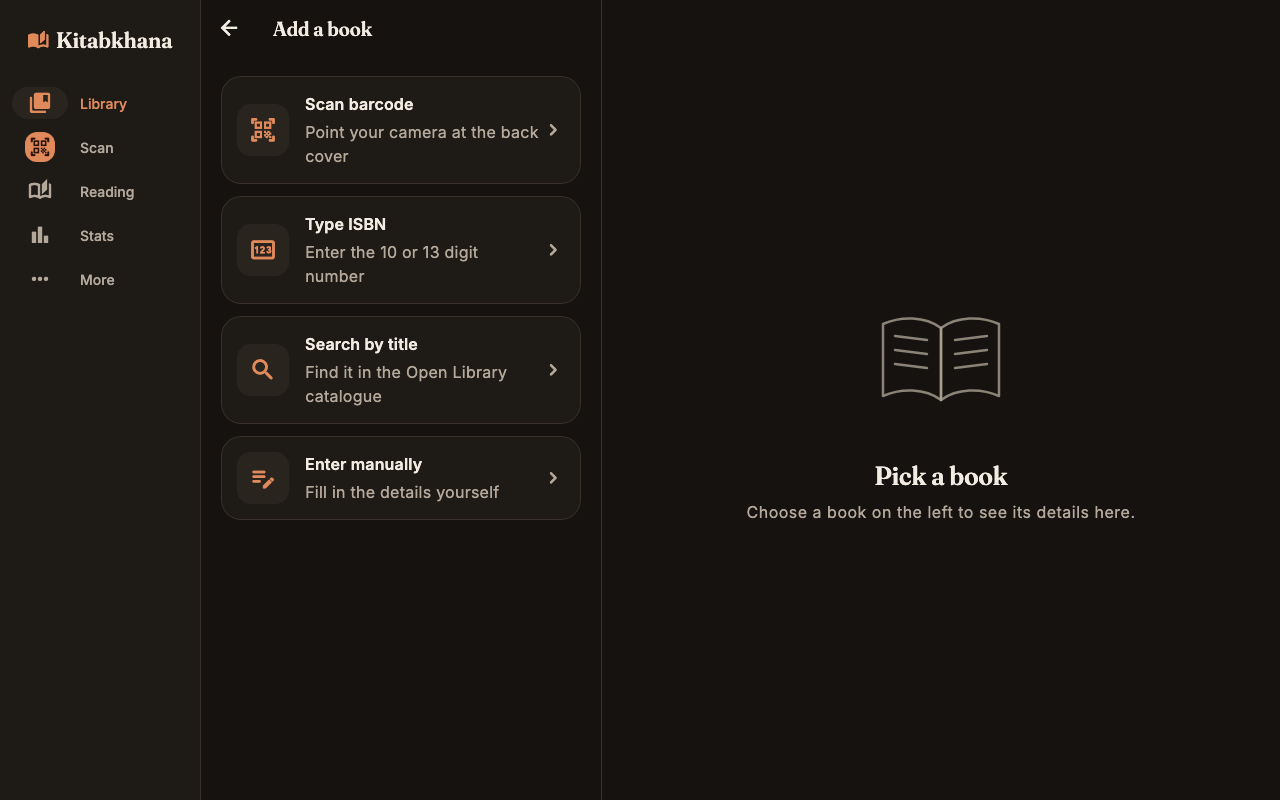 Kitabkhana
Library
Scan
Reading
Stats
More
Add a book
Scan barcode
Point your camera at the back
cover
123
Type ISBN
Enter the 10 or 13 digit
number
Search by title
Find it in the Open Library
catalogue
Enter manually
Fill in the details yourself
Pick a book
Choose a book on the left to see its details here.